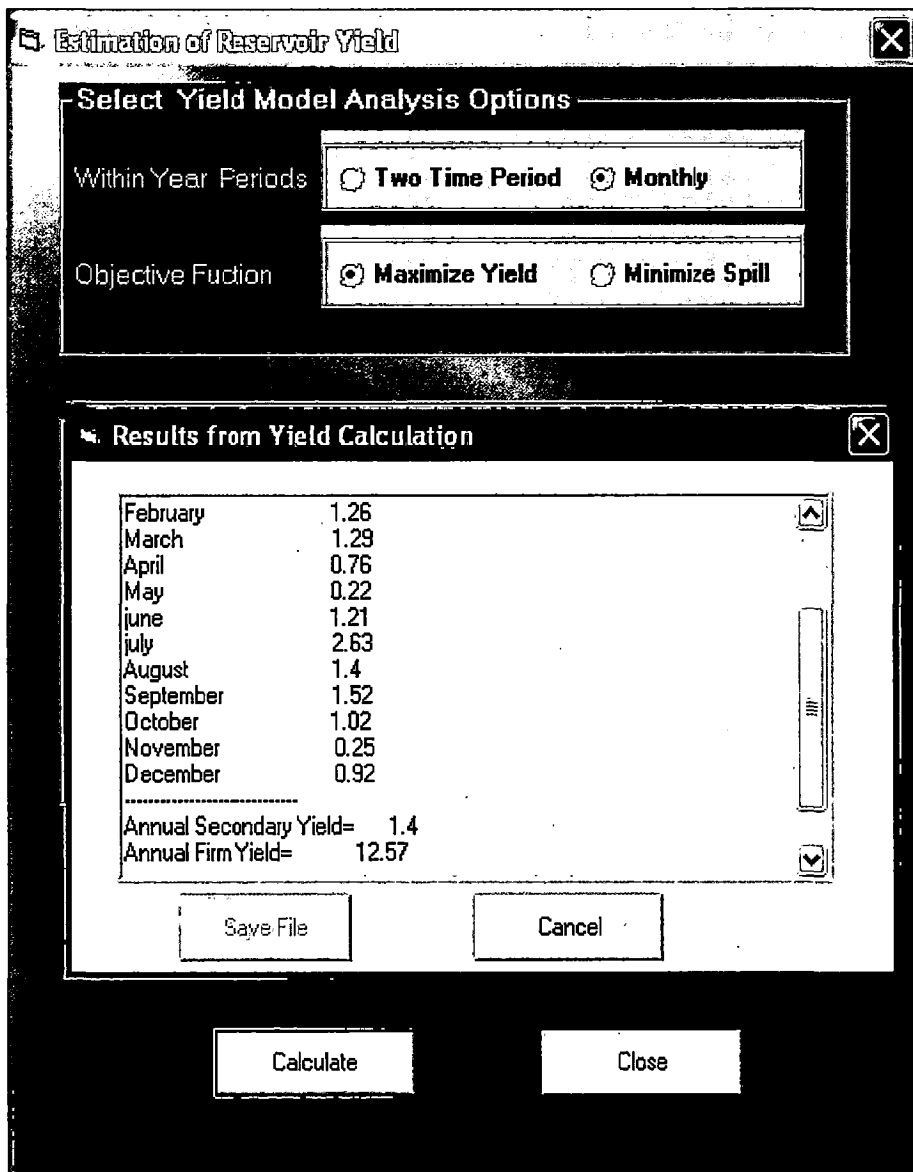 Estimation of Reservoir Yield
Select Yield Model Analysis Options
Within Year Periods Two Time Period Monthly
Objective Fuction Maximize Yield Minimize Spill
Results from Yield Calculation
February 1.26
March 1.29
April 0.76
May 0.22
june 1.21
july 2.63
August 1.4
September 1.52
October 1.02
November 0.25
December 0.92
-----------------------------
Annual Secondary Yield= 1.4
Annual Firm Yield= 12.57
Save File Cancel
Calculate Close